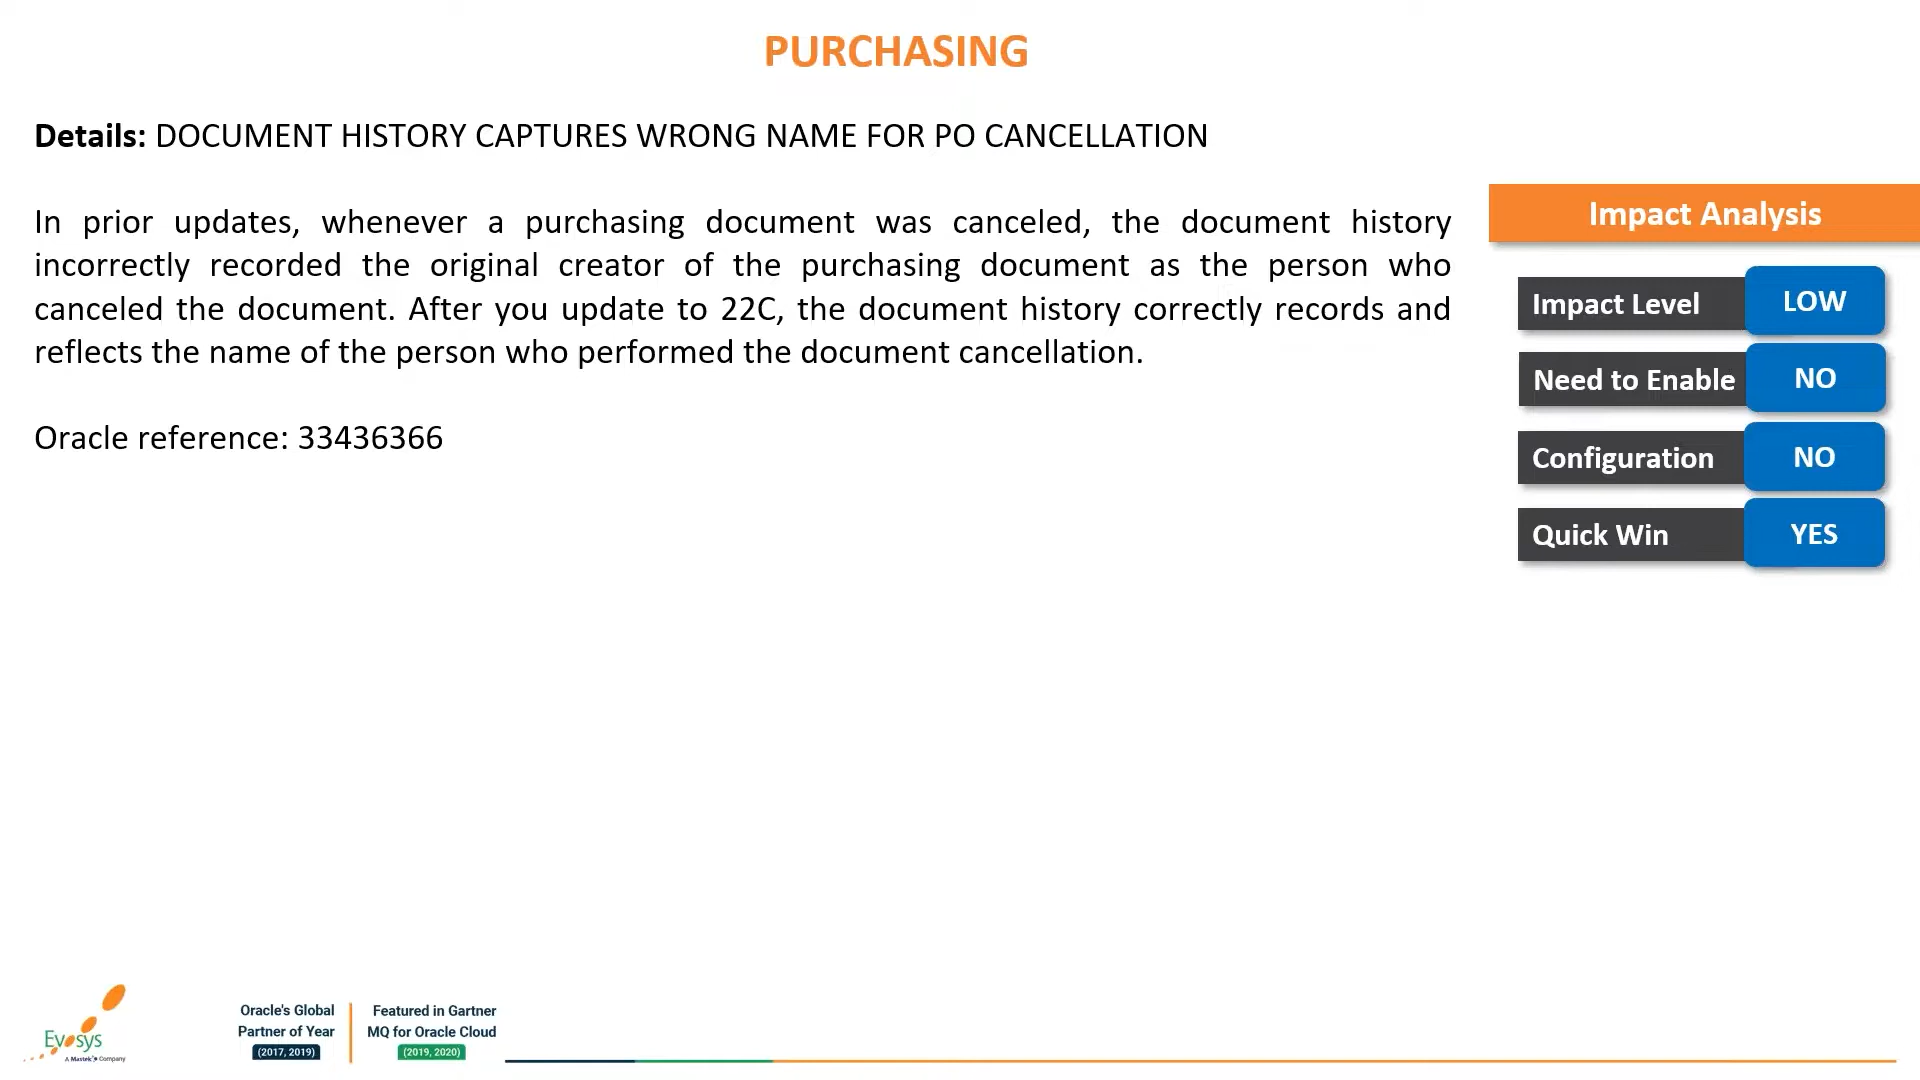 PURCHASING
Details: DOCUMENT HISTORY CAPTURES WRONG NAME FOR PO CANCELLATION
In prior updates, whenever a purchasing document was canceled, the document history
incorrectly recorded the original creator of the purchasing document as the person who
canceled the document. After you update to 22C, the document history correctly records and
reflects the name of the person who performed the document cancellation.
Oracle reference: 33436366
Impact Analysis
Impact Level LOW
Need to Enable NO
Configuration NO
Quick Win YES
Evosys
A Mastek Company
Oracle's Global
Partner of Year
(2017, 2019)
Featured in Gartner
MQ for Oracle Cloud
(2019, 2020)